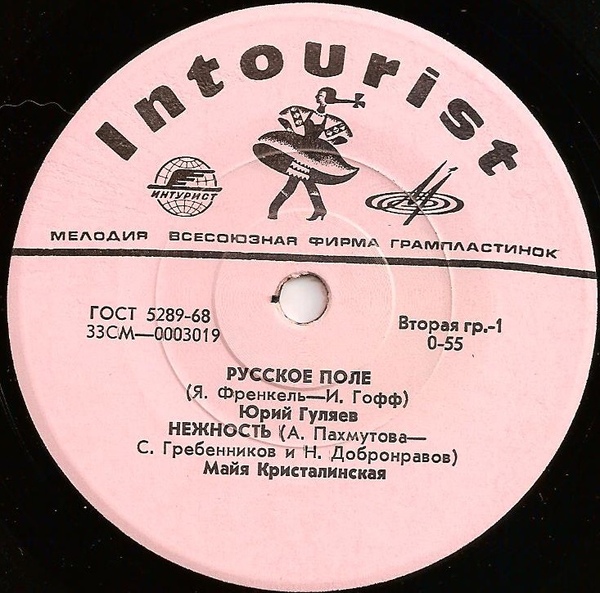 Intourist
ИНТУРИСТ
МЕЛОДИЯ ВСЕСОЮЗНАЯ ФИРМА ГРАМПЛАСТИНОК
ГОСТ 5289-68
33СМ—0003019
Вторая гр.-1
0-55
РУССКОЕ ПОЛЕ
(Я. Френкель—И. Гофф)
Юрий Гуляев
НЕЖНОСТЬ (А. Пахмутова—
С. Гребенников и Н. Добронравов)
Майя Кристалинская